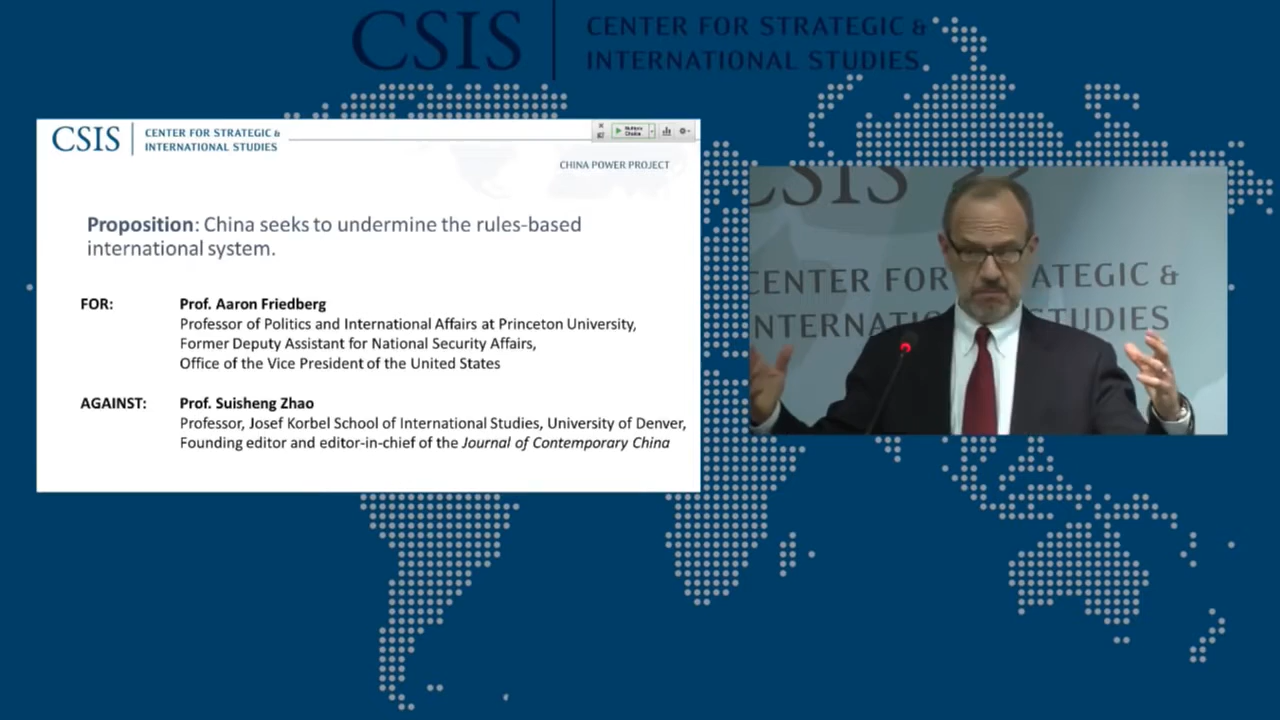 CSIS
CENTER FOR STRATEGIC &
INTERNATIONAL STUDIES
CSIS
CENTER FOR STRATEGIC &
INTERNATIONAL STUDIES
Multiple
Choice
CHINA POWER PROJECT
Proposition: China seeks to undermine the rules-based
international system.
FOR: Prof. Aaron Friedberg
Professor of Politics and International Affairs at Princeton University,
Former Deputy Assistant for National Security Affairs,
Office of the Vice President of the United States
AGAINST: Prof. Suisheng Zhao
Professor, Josef Korbel School of International Studies, University of Denver,
Founding editor and editor-in-chief of the Journal of Contemporary China
CSIS
CENTER FOR STRATEGIC &
INTERNATIONAL STUDIES